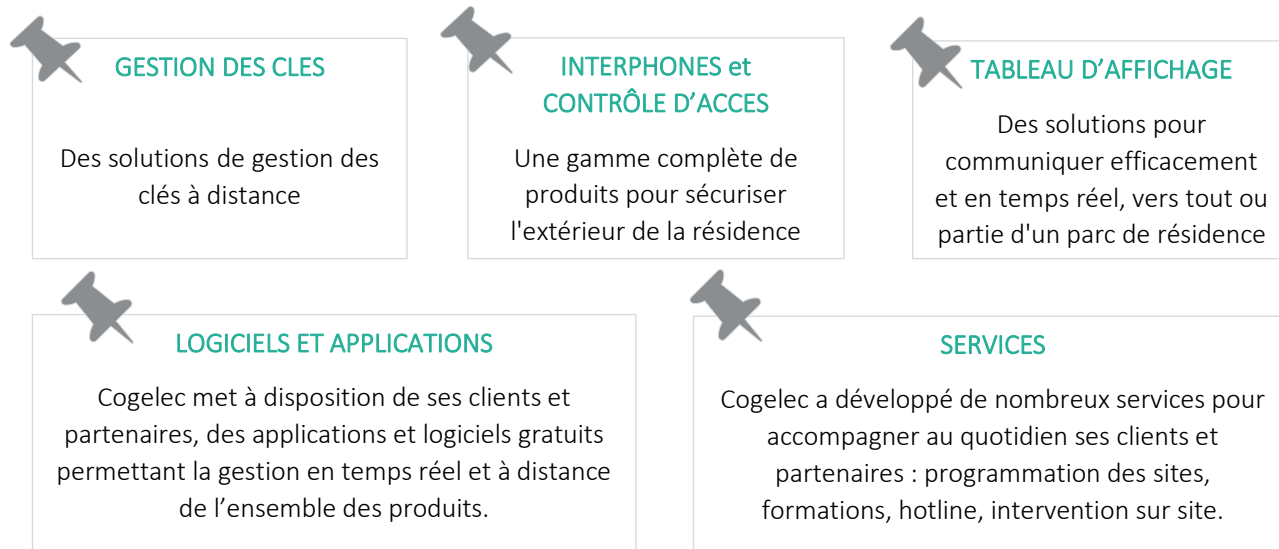 GESTION DES CLES
Des solutions de gestion des
clés à distance
INTERPHONES et
CONTRÔLE D’ACCES
Une gamme complète de
produits pour sécuriser
l'extérieur de la résidence
TABLEAU D’AFFICHAGE
Des solutions pour
communiquer efficacement
et en temps réel, vers tout ou
partie d'un parc de résidence
LOGICIELS ET APPLICATIONS
Cogelec met à disposition de ses clients et
partenaires, des applications et logiciels gratuits
permettant la gestion en temps réel et à distance
de l’ensemble des produits.
SERVICES
Cogelec a développé de nombreux services pour
accompagner au quotidien ses clients et
partenaires : programmation des sites,
formations, hotline, intervention sur site.